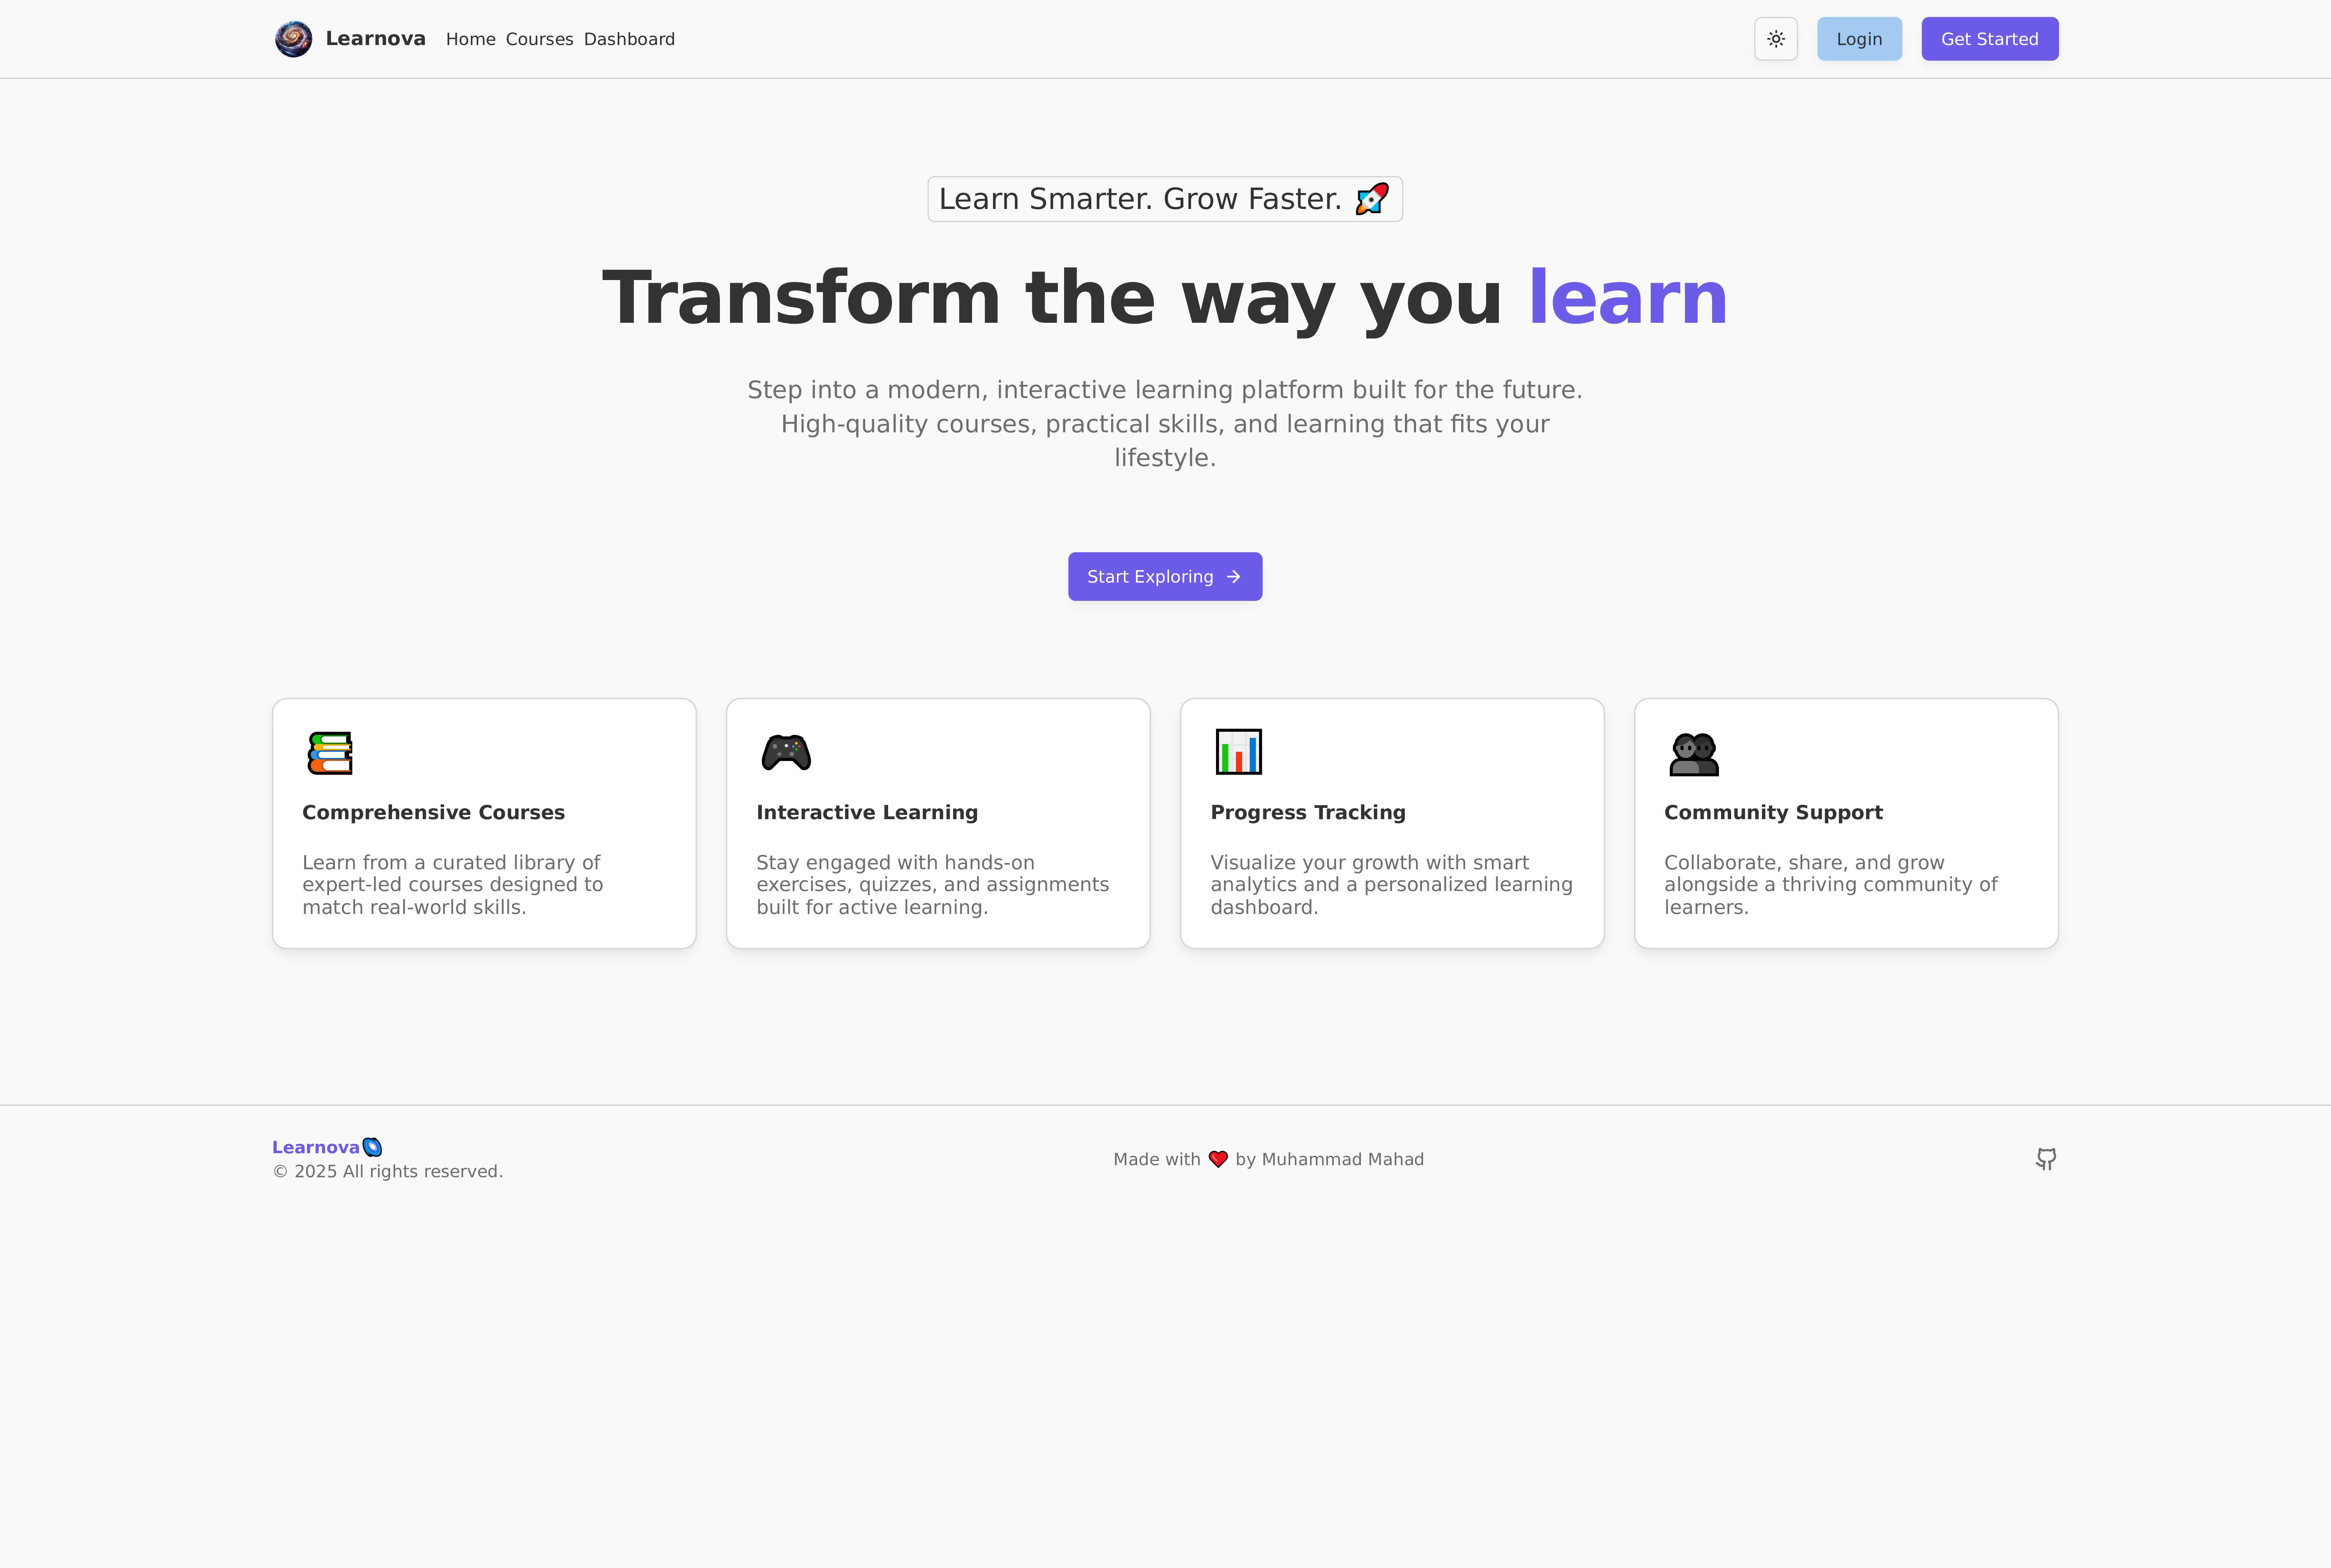 Learnova Home Courses Dashboard Login Get Started
Learn Smarter. Grow Faster. 🚀
Transform the way you learn
Step into a modern, interactive learning platform built for the future.
High-quality courses, practical skills, and learning that fits your
lifestyle.
Start Exploring →
Comprehensive Courses
Learn from a curated library of
expert-led courses designed to
match real-world skills.
Interactive Learning
Stay engaged with hands-on
exercises, quizzes, and assignments
built for active learning.
Progress Tracking
Visualize your growth with smart
analytics and a personalized learning
dashboard.
Community Support
Collaborate, share, and grow
alongside a thriving community of
learners.
Learnova
© 2025 All rights reserved.
Made with ❤️ by Muhammad Mahad